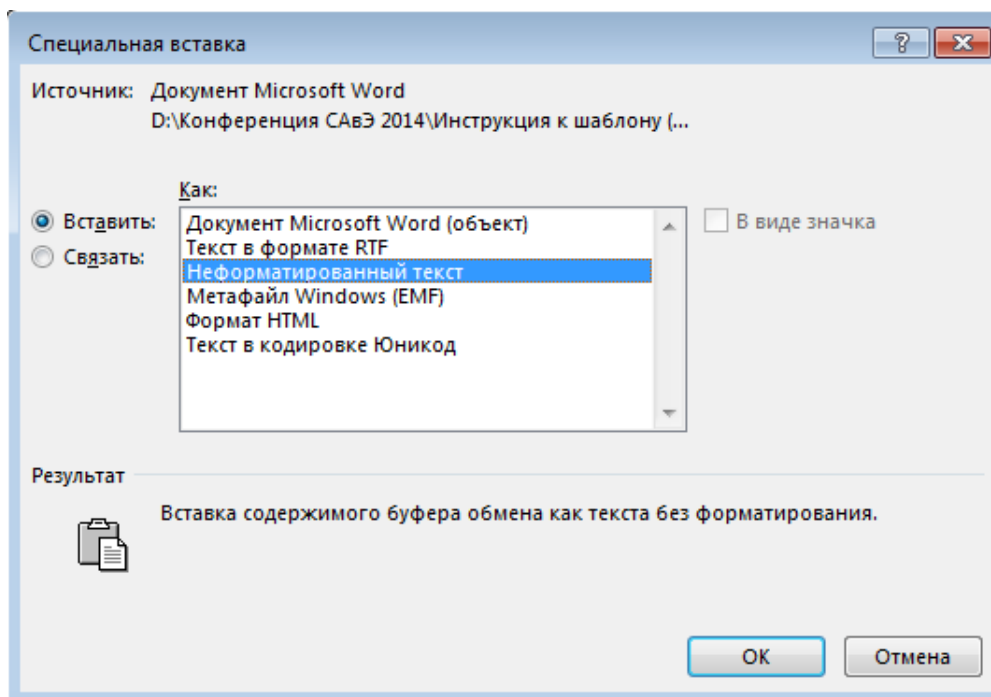 Специальная вставка
Источник: Документ Microsoft Word
D:\Конференция САвЭ 2014\Инструкция к шаблону (...
Как:
Вставить:
Связать:
Документ Microsoft Word (объект)
Текст в формате RTF
Неформатированный текст
Метафайл Windows (EMF)
Формат HTML
Текст в кодировке Юникод
В виде значка
Результат
Вставка содержимого буфера обмена как текста без форматирования.
ОК Отмена